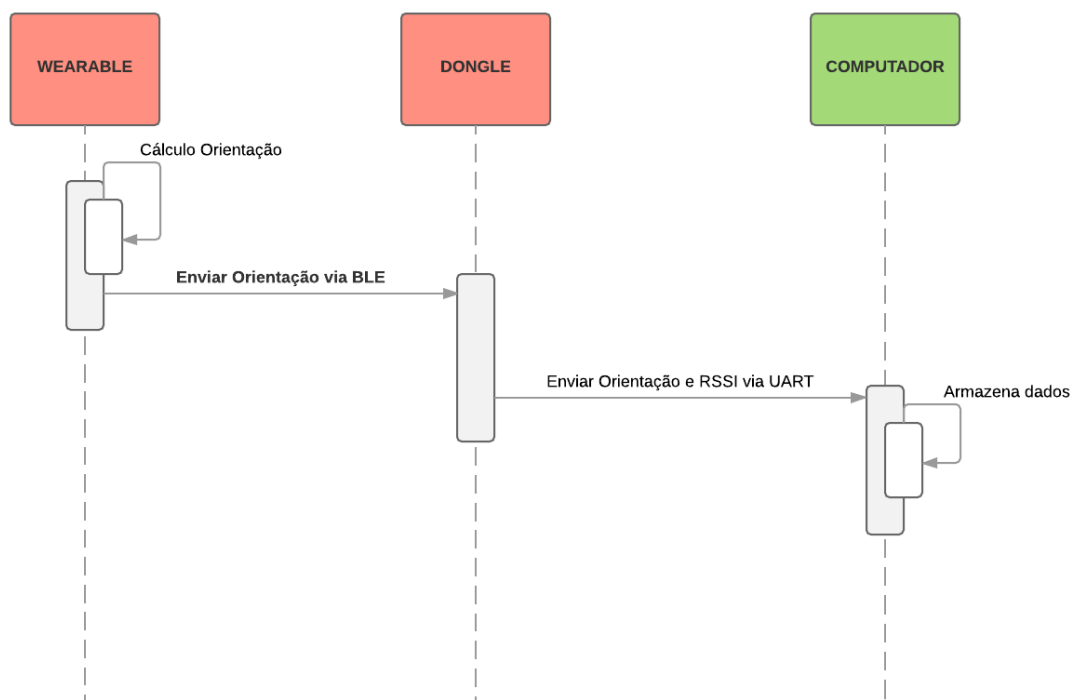 WEARABLE
DONGLE
COMPUTADOR
Cálculo Orientação
Enviar Orientação via BLE
Enviar Orientação e RSSI via UART
Armazena dados